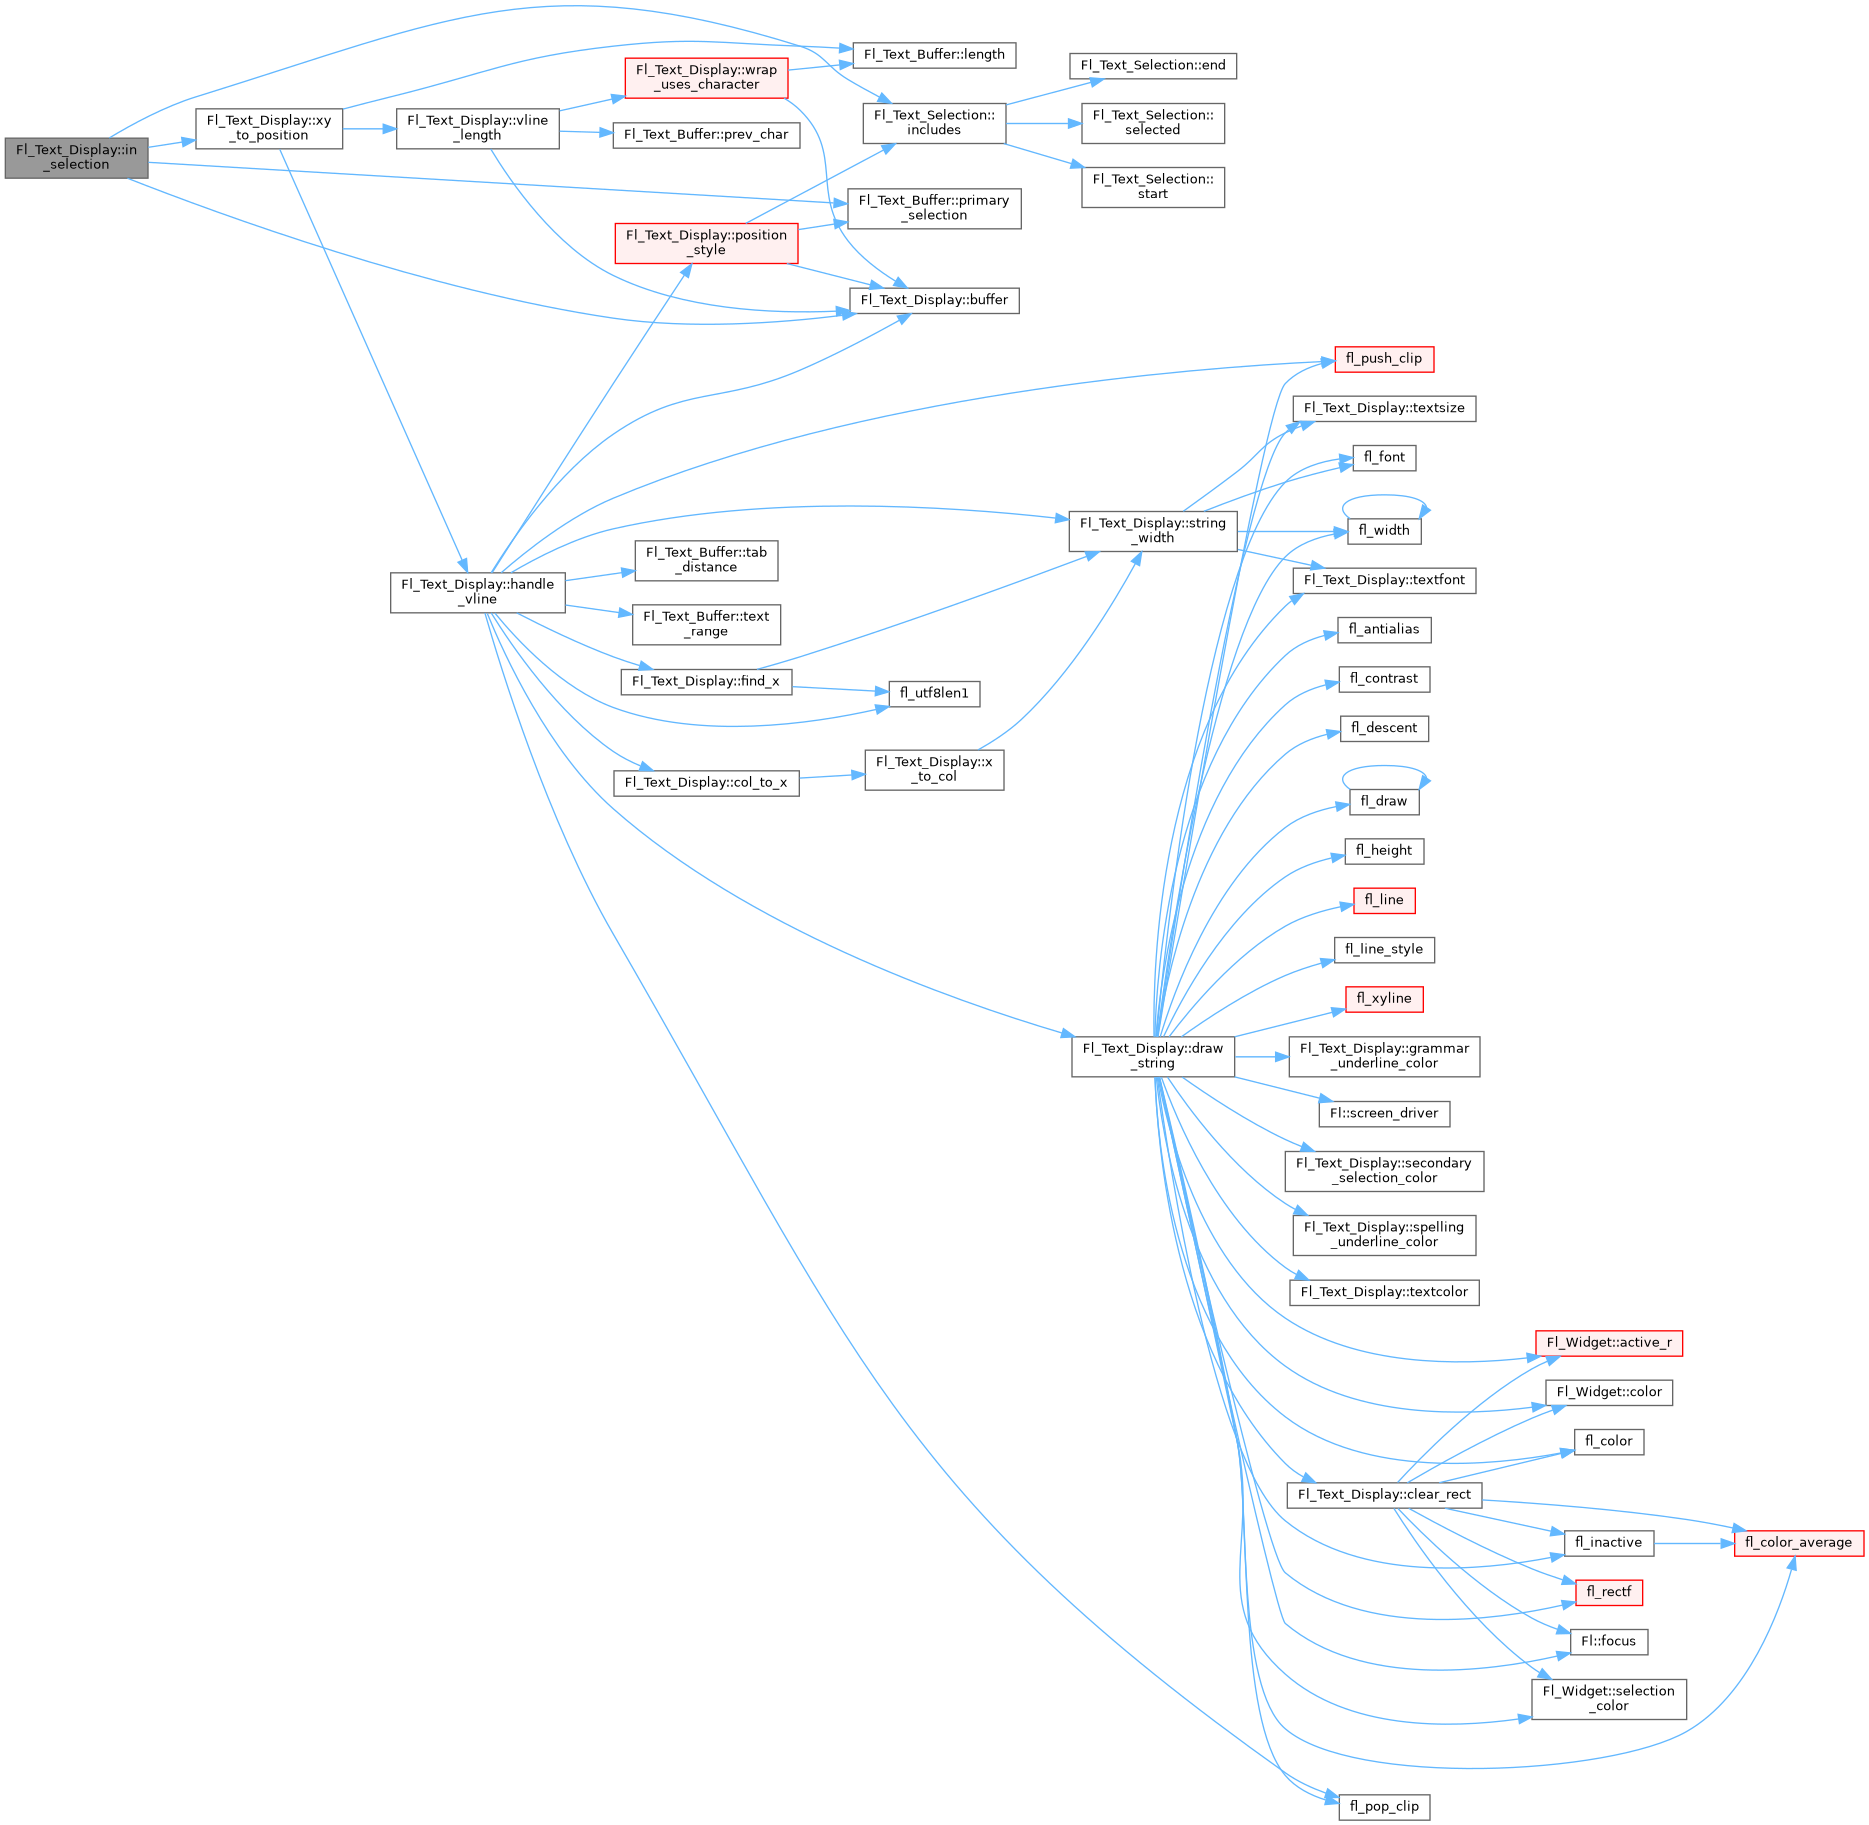 Fl_Text_Display::in
_selection
Fl_Text_Display::xy
_to_position
Fl_Text_Display::vline
_length
Fl_Text_Display::wrap
_uses_character
Fl_Text_Buffer::prev_char
Fl_Text_Buffer::length
Fl_Text_Selection::
includes
Fl_Text_Selection::end
Fl_Text_Selection::
selected
Fl_Text_Selection::
start
Fl_Text_Buffer::primary
_selection
Fl_Text_Display::position
_style
Fl_Text_Display::buffer
Fl_Text_Display::handle
_vline
Fl_Text_Buffer::tab
_distance
Fl_Text_Buffer::text
_range
Fl_Text_Display::find_x
fl_utf8len1
Fl_Text_Display::col_to_x
Fl_Text_Display::x
_to_col
Fl_Text_Display::string
_width
fl_push_clip
Fl_Text_Display::textsize
fl_font
fl_width
Fl_Text_Display::textfont
fl_antialias
fl_contrast
fl_descent
fl_draw
fl_height
fl_line
fl_line_style
fl_xyline
Fl_Text_Display::draw
_string
Fl_Text_Display::grammar
_underline_color
Fl::screen_driver
Fl_Text_Display::secondary
_selection_color
Fl_Text_Display::spelling
_underline_color
Fl_Text_Display::textcolor
Fl_Widget::active_r
Fl_Widget::color
fl_color
Fl_Text_Display::clear_rect
fl_inactive
fl_color_average
fl_rectf
Fl::focus
Fl_Widget::selection
_color
fl_pop_clip